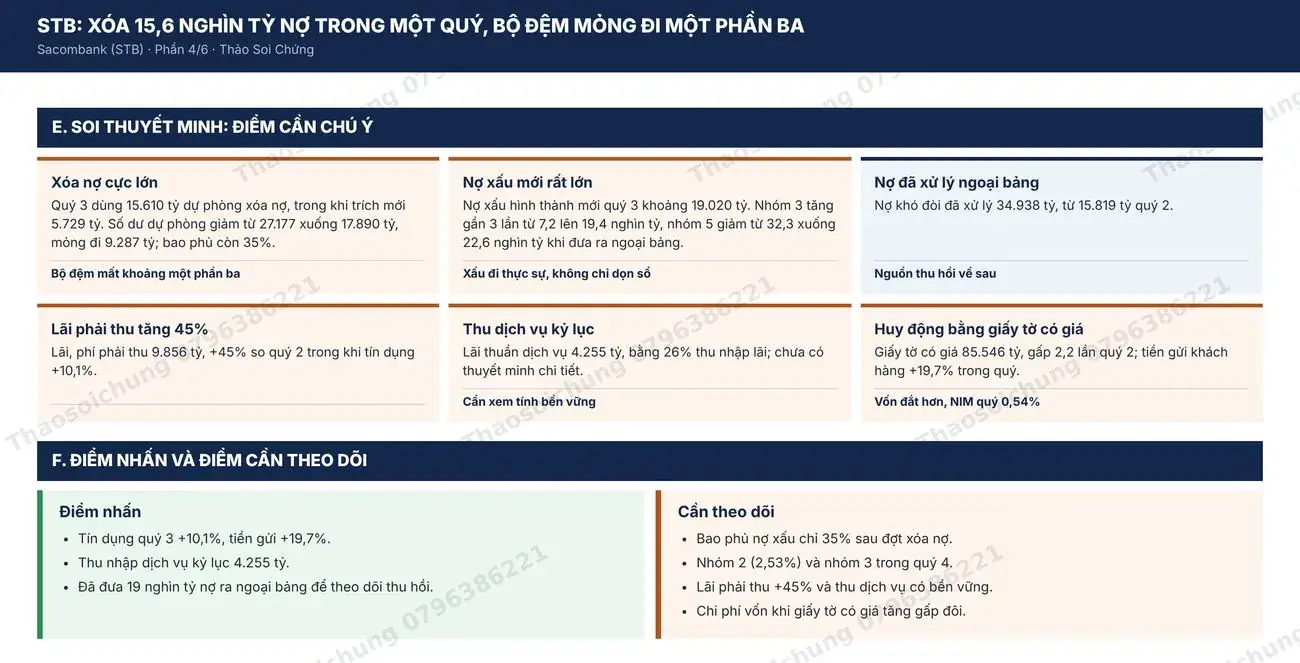 STB: XÓA 15,6 NGHÌN TỶ NỢ TRONG MỘT QUÝ, BỘ ĐỆM MỎNG ĐI MỘT PHẦN BA
Sacombank (STB) · Phần 4/6 · Thảo Soi Chứng
E. SOI THUYẾT MINH: ĐIỂM CẦN CHÚ Ý
Xóa nợ cực lớn
Quý 3 dùng 15.610 tỷ dự phòng xóa nợ, trong khi trích mới
5.729 tỷ. Số dư dự phòng giảm từ 27.177 xuống 17.890 tỷ,
mỏng đi 9.287 tỷ; bao phủ còn 35%.
Bộ đệm mất khoảng một phần ba
Nợ xấu mới rất lớn
Nợ xấu hình thành mới quý 3 khoảng 19.020 tỷ. Nhóm 3 tăng
gần 3 lần từ 7,2 lên 19,4 nghìn tỷ, nhóm 5 giảm từ 32,3 xuống
22,6 nghìn tỷ khi đưa ra ngoại bảng.
Xấu đi thực sự, không chỉ dọn sổ
Nợ đã xử lý ngoại bảng
Nợ khó đòi đã xử lý 34.938 tỷ, từ 15.819 tỷ quý 2.
Nguồn thu hồi về sau
Lãi phải thu tăng 45%
Lãi, phí phải thu 9.856 tỷ, +45% so quý 2 trong khi tín dụng
+10,1%.
Thu dịch vụ kỷ lục
Lãi thuần dịch vụ 4.255 tỷ, bằng 26% thu nhập lãi; chưa có
thuyết minh chi tiết.
Cần xem tính bền vững
Huy động bằng giấy tờ có giá
Giấy tờ có giá 85.546 tỷ, gấp 2,2 lần quý 2; tiền gửi khách
hàng +19,7% trong quý.
Vốn đắt hơn, NIM quý 0,54%
F. ĐIỂM NHẤN VÀ ĐIỂM CẦN THEO DÕI
Điểm nhấn
• Tín dụng quý 3 +10,1%, tiền gửi +19,7%.
• Thu nhập dịch vụ kỷ lục 4.255 tỷ.
• Đã đưa 19 nghìn tỷ nợ ra ngoại bảng để theo dõi thu hồi.
Cần theo dõi
• Bao phủ nợ xấu chỉ 35% sau đợt xóa nợ.
• Nhóm 2 (2,53%) và nhóm 3 trong quý 4.
• Lãi phải thu +45% và thu dịch vụ có bền vững.
• Chi phí vốn khi giấy tờ có giá tăng gấp đôi.
Thaosoichung 0796386221
Thaosoichung 0796386221
Thaosoichung 0796386221